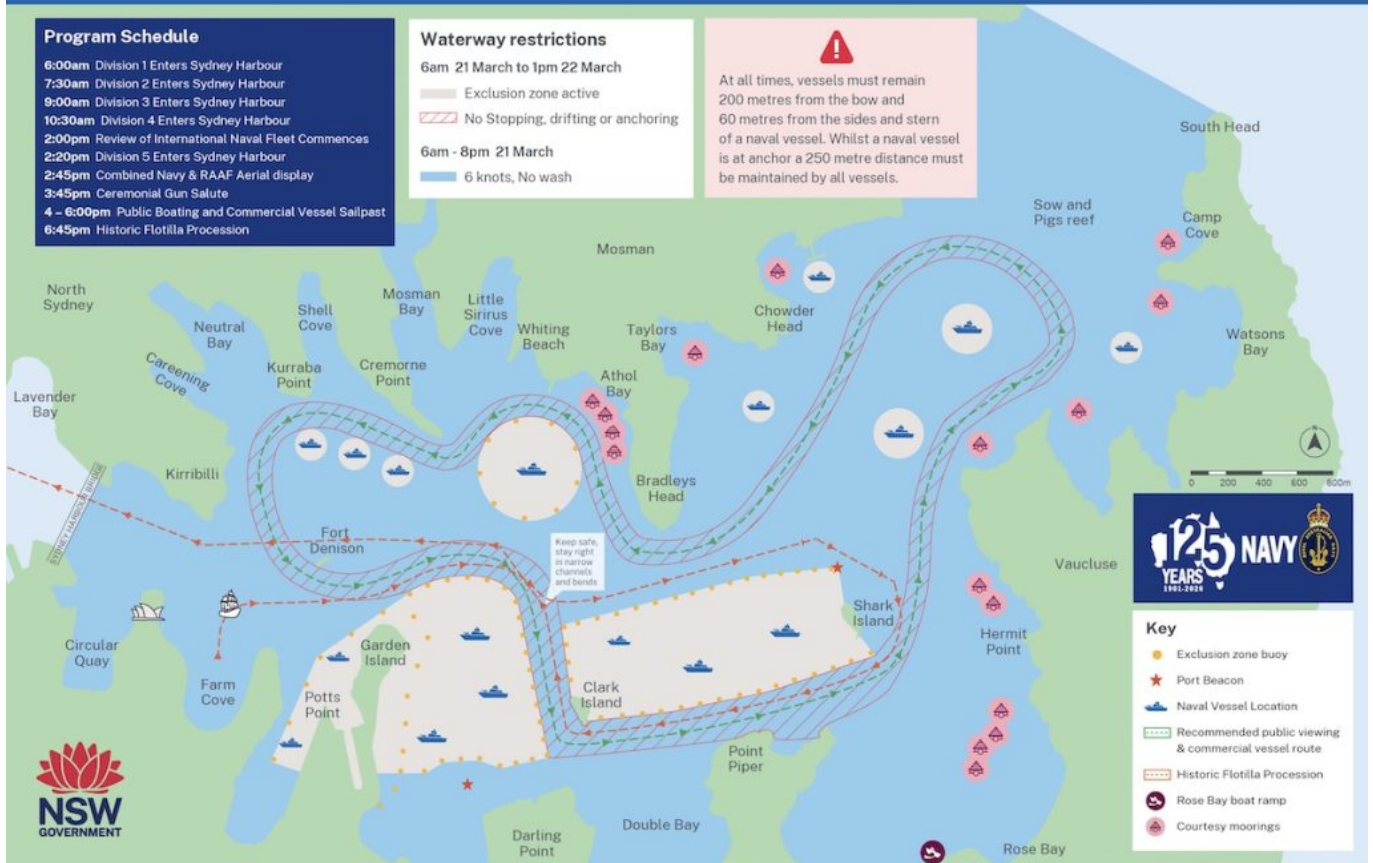 Program Schedule
6:00am Division 1 Enters Sydney Harbour
7:30am Division 2 Enters Sydney Harbour
9:00am Division 3 Enters Sydney Harbour
10:30am Division 4 Enters Sydney Harbour
2:00pm Review of International Naval Fleet Commences
2:20pm Division 5 Enters Sydney Harbour
2:45pm Combined Navy & RAAF Aerial display
3:45pm Ceremonial Gun Salute
4 – 6:00pm Public Boating and Commercial Vessel Sailpast
6:45pm Historic Flotilla Procession
Waterway restrictions
6am 21 March to 1pm 22 March
Exclusion zone active
No Stopping, drifting or anchoring
6am - 8pm 21 March
6 knots, No wash
At all times, vessels must remain
200 metres from the bow and
60 metres from the sides and stern
of a naval vessel. Whilst a naval vessel
is at anchor a 250 metre distance must
be maintained by all vessels.
South Head
Sow and
Pigs reef
Camp
Cove
Mosman
North
Sydney
Neutral
Bay
Shell
Cove
Mosman
Bay
Little
Sirirus
Cove
Whiting
Beach
Taylors
Bay
Chowder
Head
Watsons
Bay
Careening
Cove
Kurraba
Point
Cremorne
Point
Athol
Bay
Lavender
Bay
Kirribilli
Bradleys
Head
N
0 200 400 600 800m
SYDNEY HARBOUR BRIDGE
Fort
Denison
Keep safe,
stay right
in narrow
channels
and bends
Vaucluse
125
YEARS
1901-2026
NAVY
Shark
Island
Hermit
Point
Circular
Quay
Garden
Island
Farm
Cove
Potts
Point
Clark
Island
Point
Piper
Double Bay
Darling
Point
Rose Bay
Key
Exclusion zone buoy
Port Beacon
Naval Vessel Location
Recommended public viewing
& commercial vessel route
Historic Flotilla Procession
Rose Bay boat ramp
Courtesy moorings
NSW
GOVERNMENT